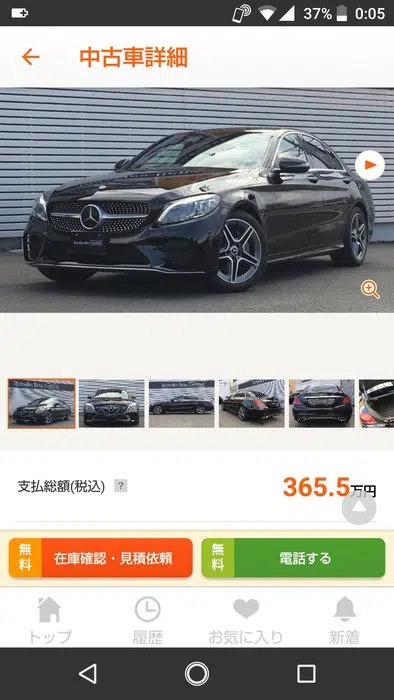 37% 0:05
中古車詳細
支払総額(税込) ?
365.5万円
無料 在庫確認・見積依頼
無料 電話する
トップ
履歴
お気に入り
新着